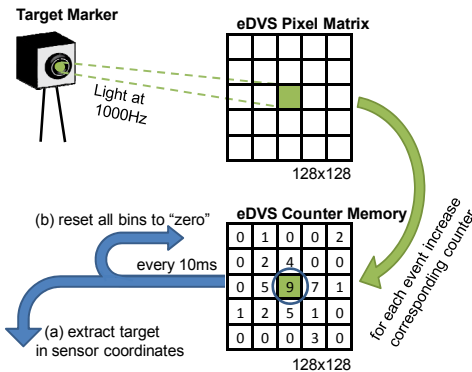 Target Marker
eDVS Pixel Matrix
Light at
1000Hz
128x128
eDVS Counter Memory
(b) reset all bins to “zero”
0 1 0 0 2
0 2 4 0 0
every 10ms
0 5 9 7 1
1 2 5 1 0
0 0 0 3 0
for each event increase
corresponding counter
(a) extract target
in sensor coordinates
128x128